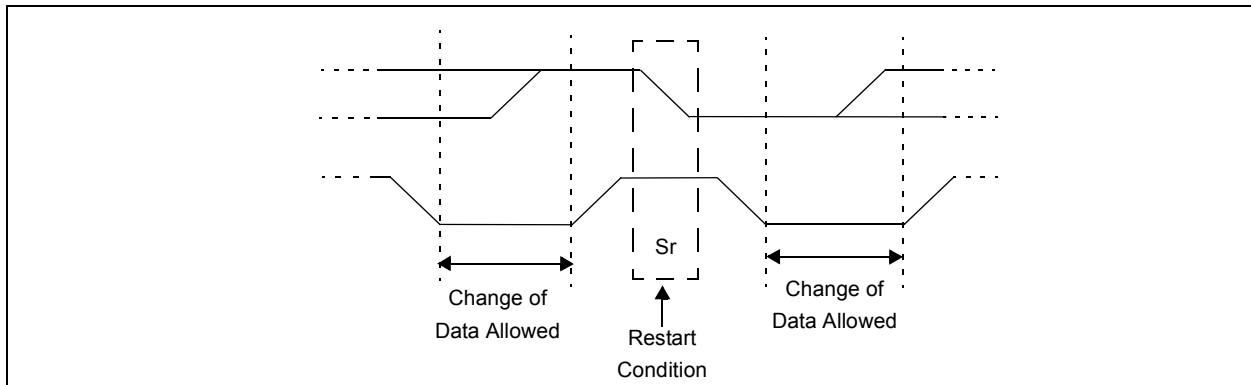 Sr
Change of
Data Allowed
Restart
Condition
Change of
Data Allowed